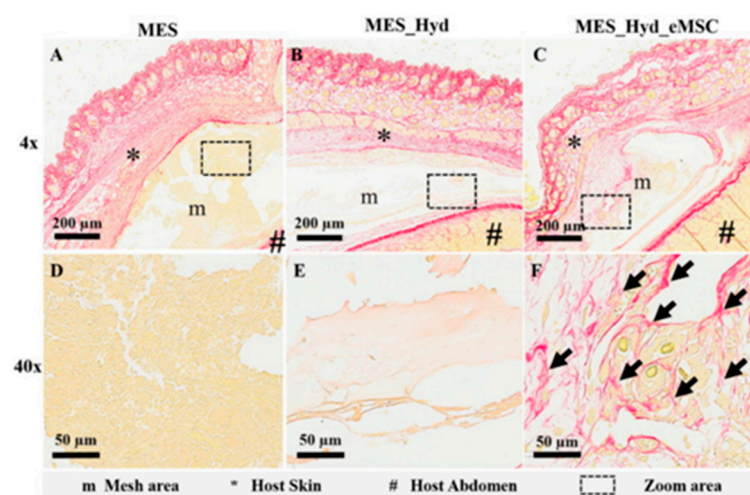 MES MES_Hyd MES_Hyd_eMSC
A B C
4x
* * *
m m m
200 µm # 200 µm # 200 µm #
D E F
40x
50 µm 50 µm 50 µm
m Mesh area * Host Skin # Host Abdomen Zoom area